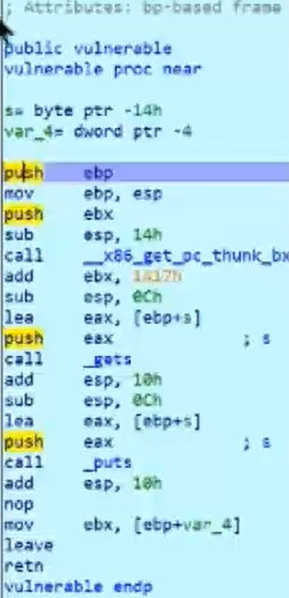 ; Attributes: bp-based frame
public vulnerable
vulnerable proc near
s= byte ptr -14h
var_4= dword ptr -4
push ebp
mov ebp, esp
push ebx
sub esp, 14h
call __x86_get_pc_thunk_bx
add ebx, 1A17h
sub esp, 0Ch
lea eax, [ebp+s]
push eax ; s
call _gets
add esp, 10h
sub esp, 0Ch
lea eax, [ebp+s]
push eax ; s
call _puts
add esp, 10h
nop
mov ebx, [ebp+var_4]
leave
retn
vulnerable endp